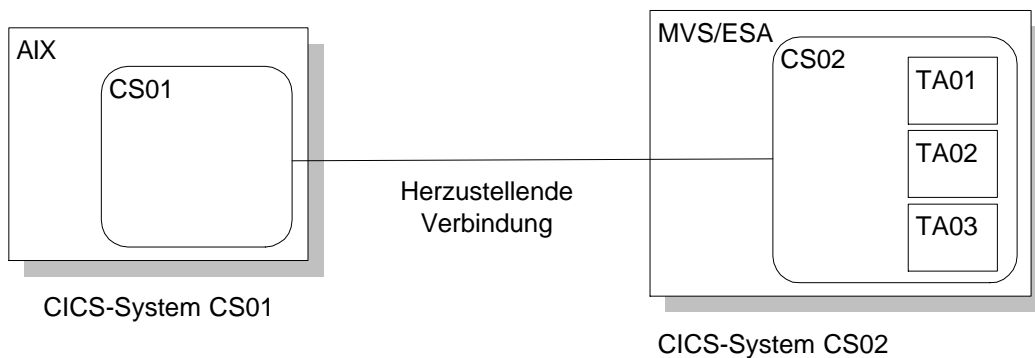 AIX
CS01
CICS-System CS01
Herzustellende
Verbindung
MVS/ESA
CS02
TA01
TA02
TA03
CICS-System CS02